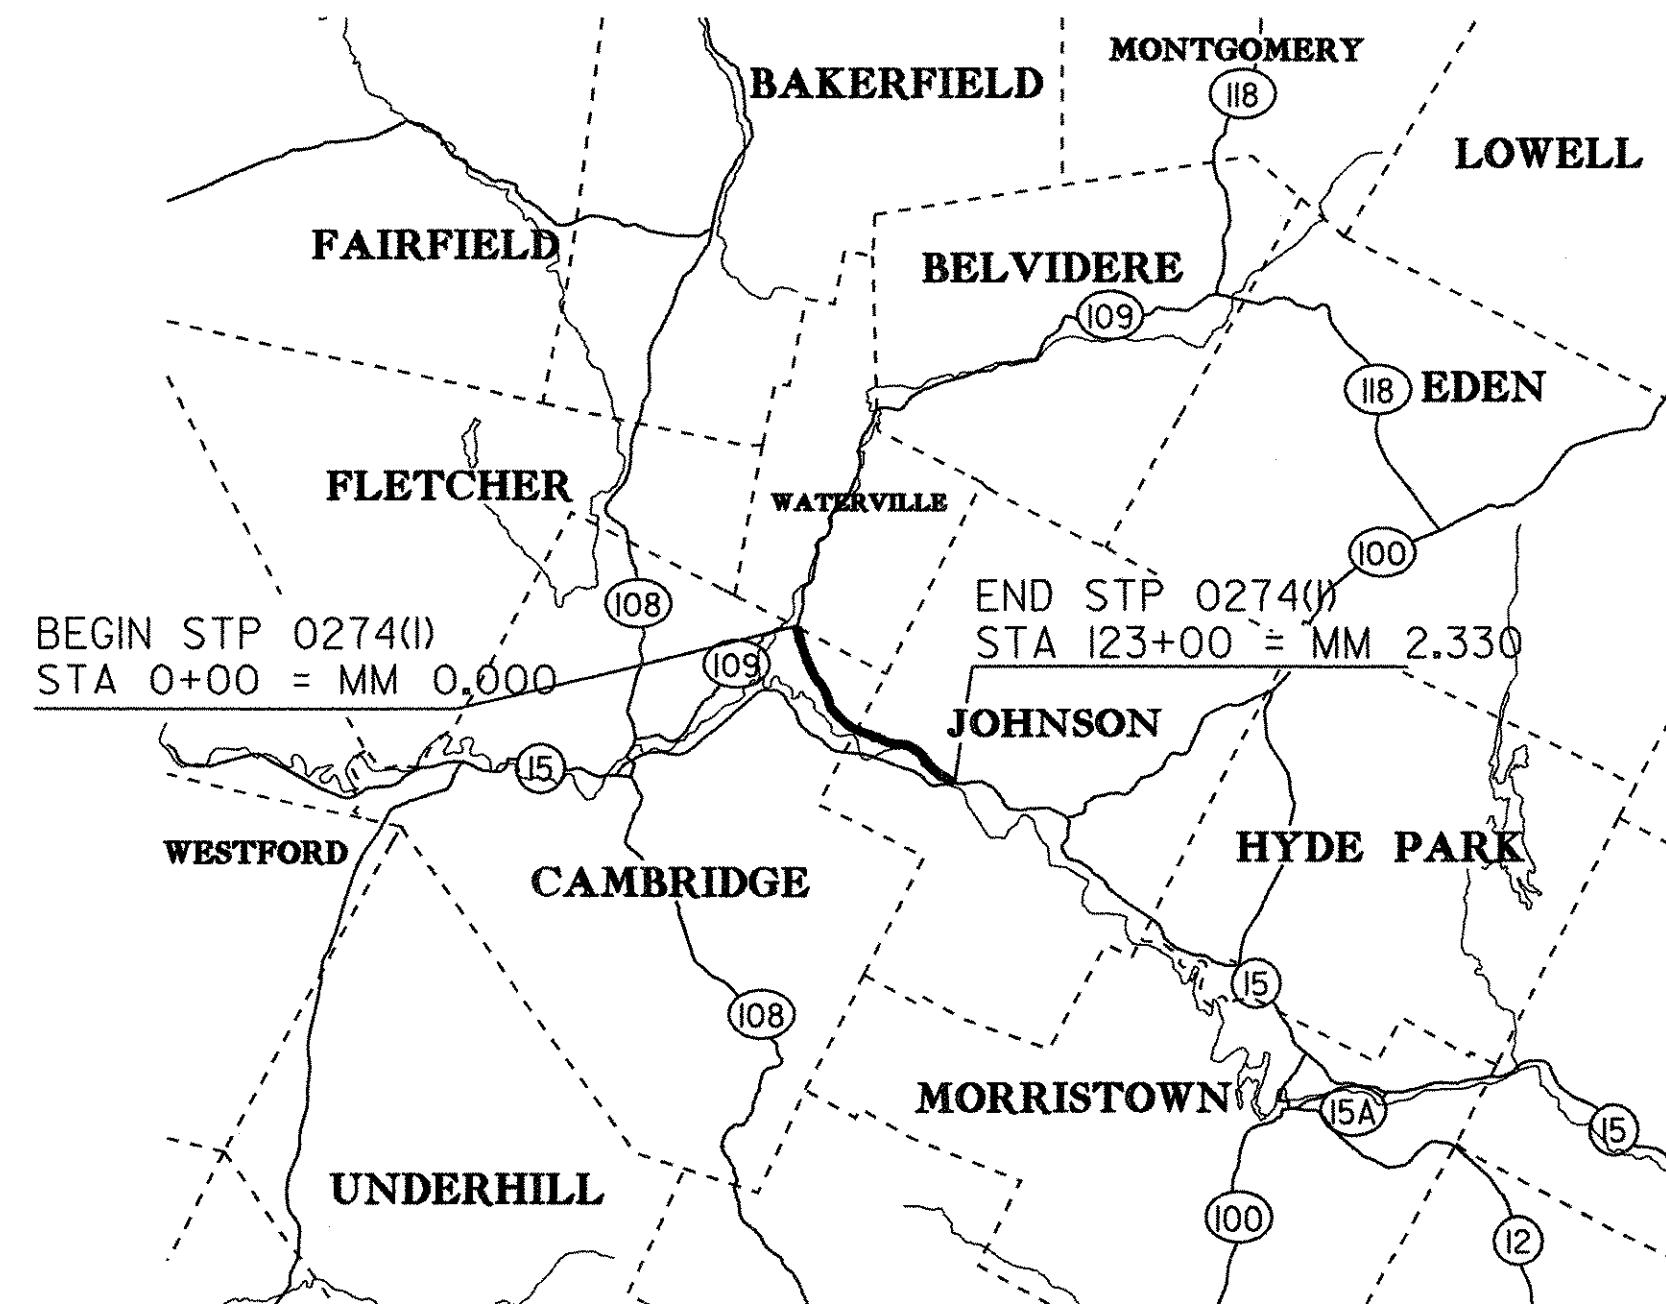 MONTGOMERY
BAKERFIELD
118
LOWELL
FAIRFIELD
BELVIDERE
109
118 EDEN
FLETCHER
WATERVILLE
100
108
END STP 0274(1)
BEGIN STP 0274(1)
STA 123+00 = MM 2.330
STA 0+00 = MM 0.000
109
JOHNSON
15
WESTFORD
HYDE PARK
CAMBRIDGE
15
108
MORRISTOWN
15A
15
UNDERHILL
100
12